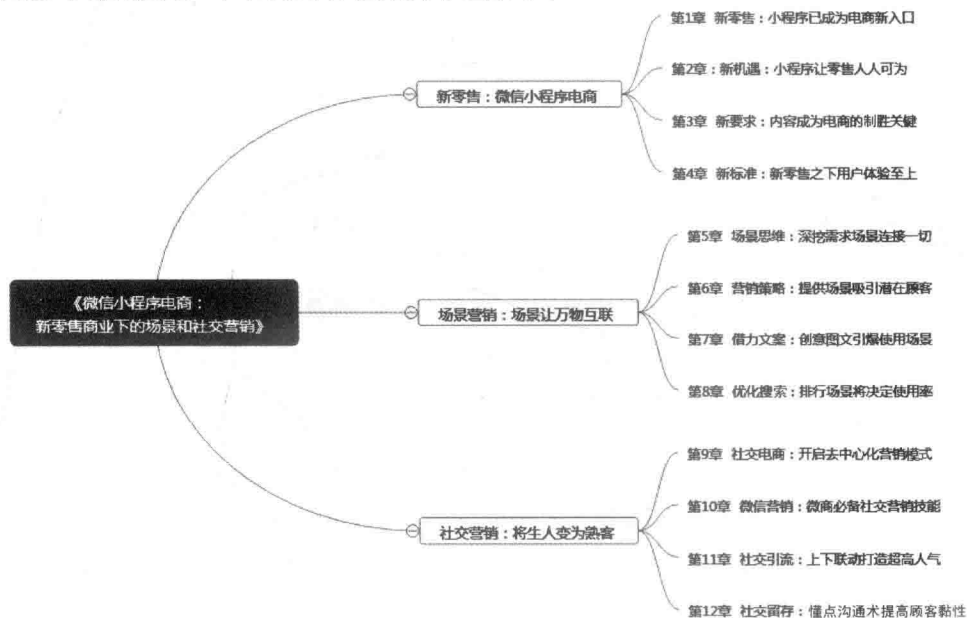 《微信小程序电商：
新零售商业下的场景和社交营销》
新零售：微信小程序电商
第1章 新零售：小程序已成为电商新入口
第2章：新机遇：小程序让零售人人可为
第3章 新要求：内容成为电商的制胜关键
第4章 新标准：新零售之下用户体验至上
场景营销：场景让万物互联
第5章 场景思维：深挖需求场景连接一切
第6章 营销策略：提供场景吸引潜在顾客
第7章 借力文案：创意图文引爆使用场景
第8章 优化搜索：排行场景将决定使用率
社交营销：将生人变为熟客
第9章 社交电商：开启去中心化营销模式
第10章 微信营销：微商必备社交营销技能
第11章 社交引流：上下联动打造超高人气
第12章 社交留存：懂点沟通术提高顾客黏性